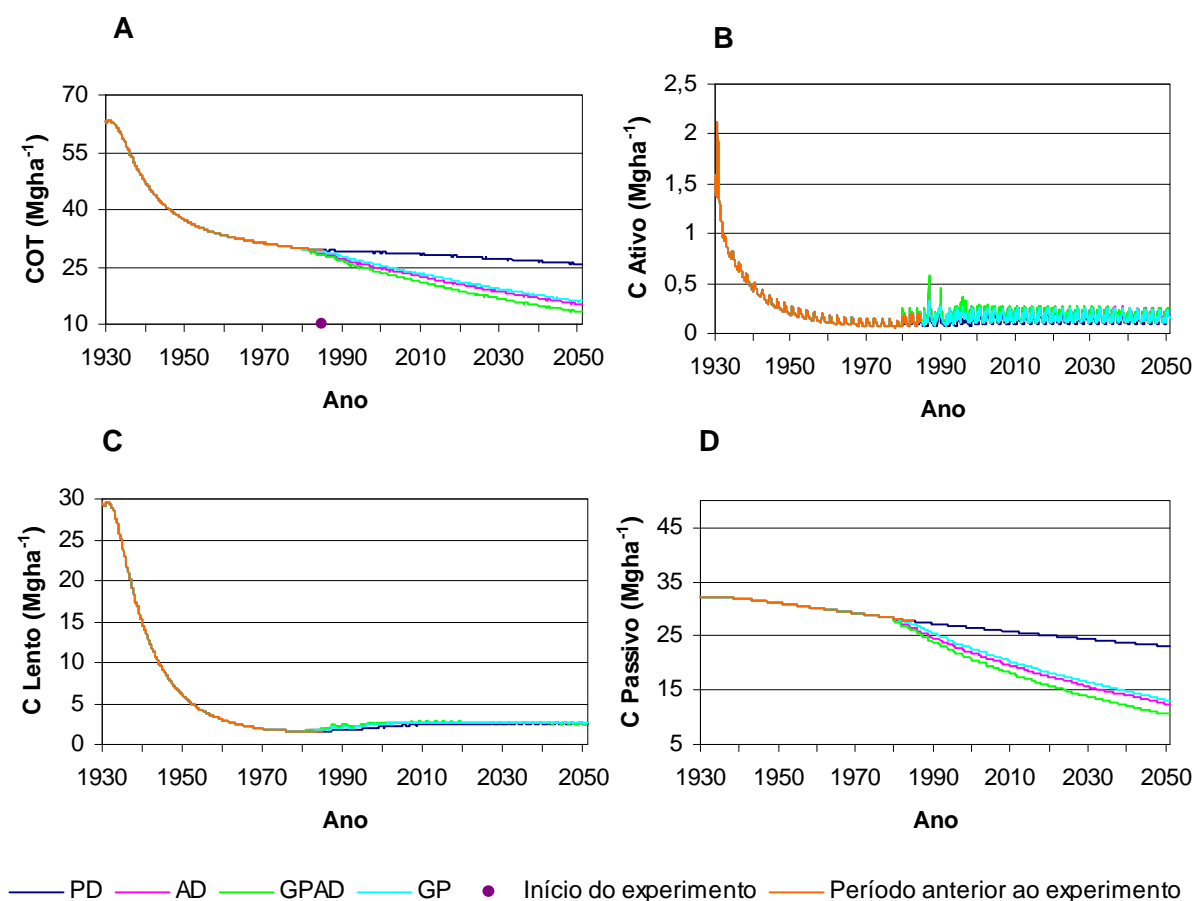 A
COT (Mgha⁻¹)
70
55
40
25
10
1930 1950 1970 1990 2010 2030 2050
Ano
B
C Ativo (Mgha⁻¹)
2,5
2
1,5
1
0,5
0
1930 1950 1970 1990 2010 2030 2050
Ano
C
C Lento (Mgha⁻¹)
30
25
20
15
10
5
0
1930 1950 1970 1990 2010 2030 2050
Ano
D
C Passivo (Mgha⁻¹)
45
35
25
15
5
1930 1950 1970 1990 2010 2030 2050
Ano
PD AD GPAD GP Início do experimento Período anterior ao experimento